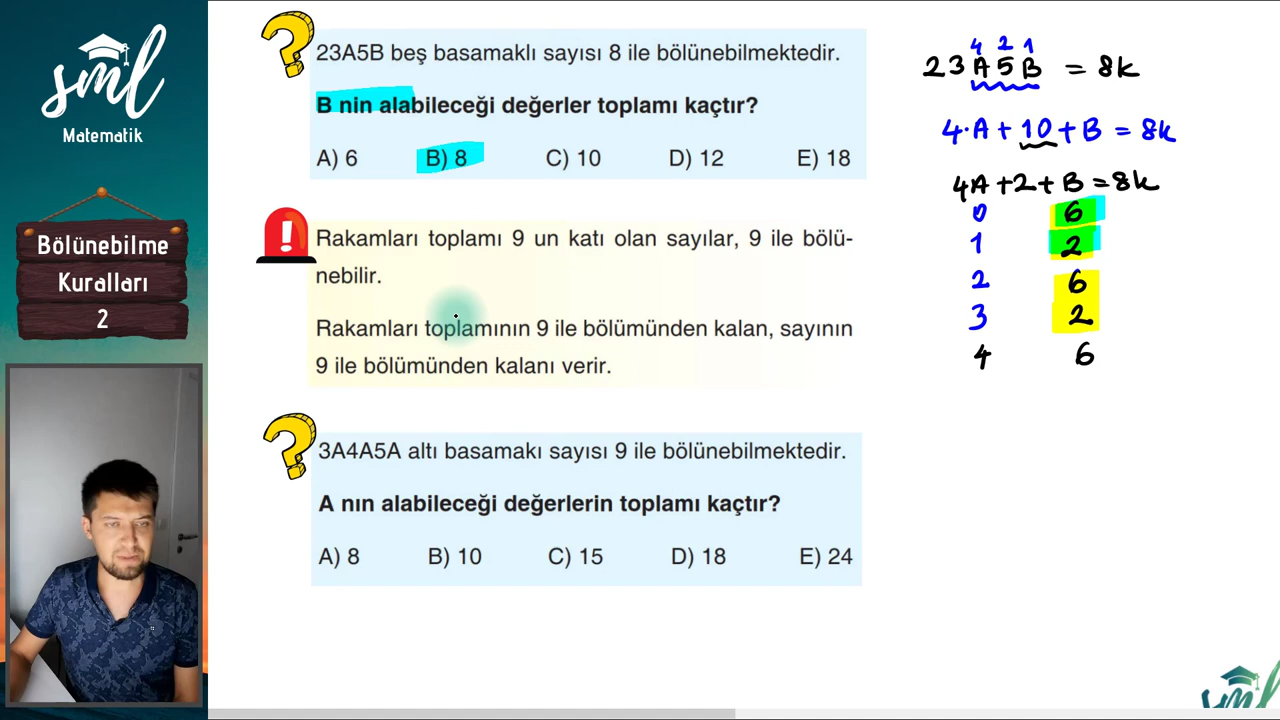 sml
Matematik
Bölünebilme
Kuralları
2
23A5B beş basamaklı sayısı 8 ile bölünebilmektedir.
B nin alabileceği değerler toplamı kaçtır?
A) 6 B) 8 C) 10 D) 12 E) 18
Rakamları toplamı 9 un katı olan sayılar, 9 ile bölü-
nebilir.
Rakamları toplamının 9 ile bölümünden kalan, sayının
9 ile bölümünden kalanı verir.
3A4A5A altı basamakı sayısı 9 ile bölünebilmektedir.
A nın alabileceği değerlerin toplamı kaçtır?
A) 8 B) 10 C) 15 D) 18 E) 24
4 2 1
23A5B = 8k
4·A + 10 + B = 8k
4A + 2 + B = 8k
0 6
1 2
2 6
3 2
4 6
sml